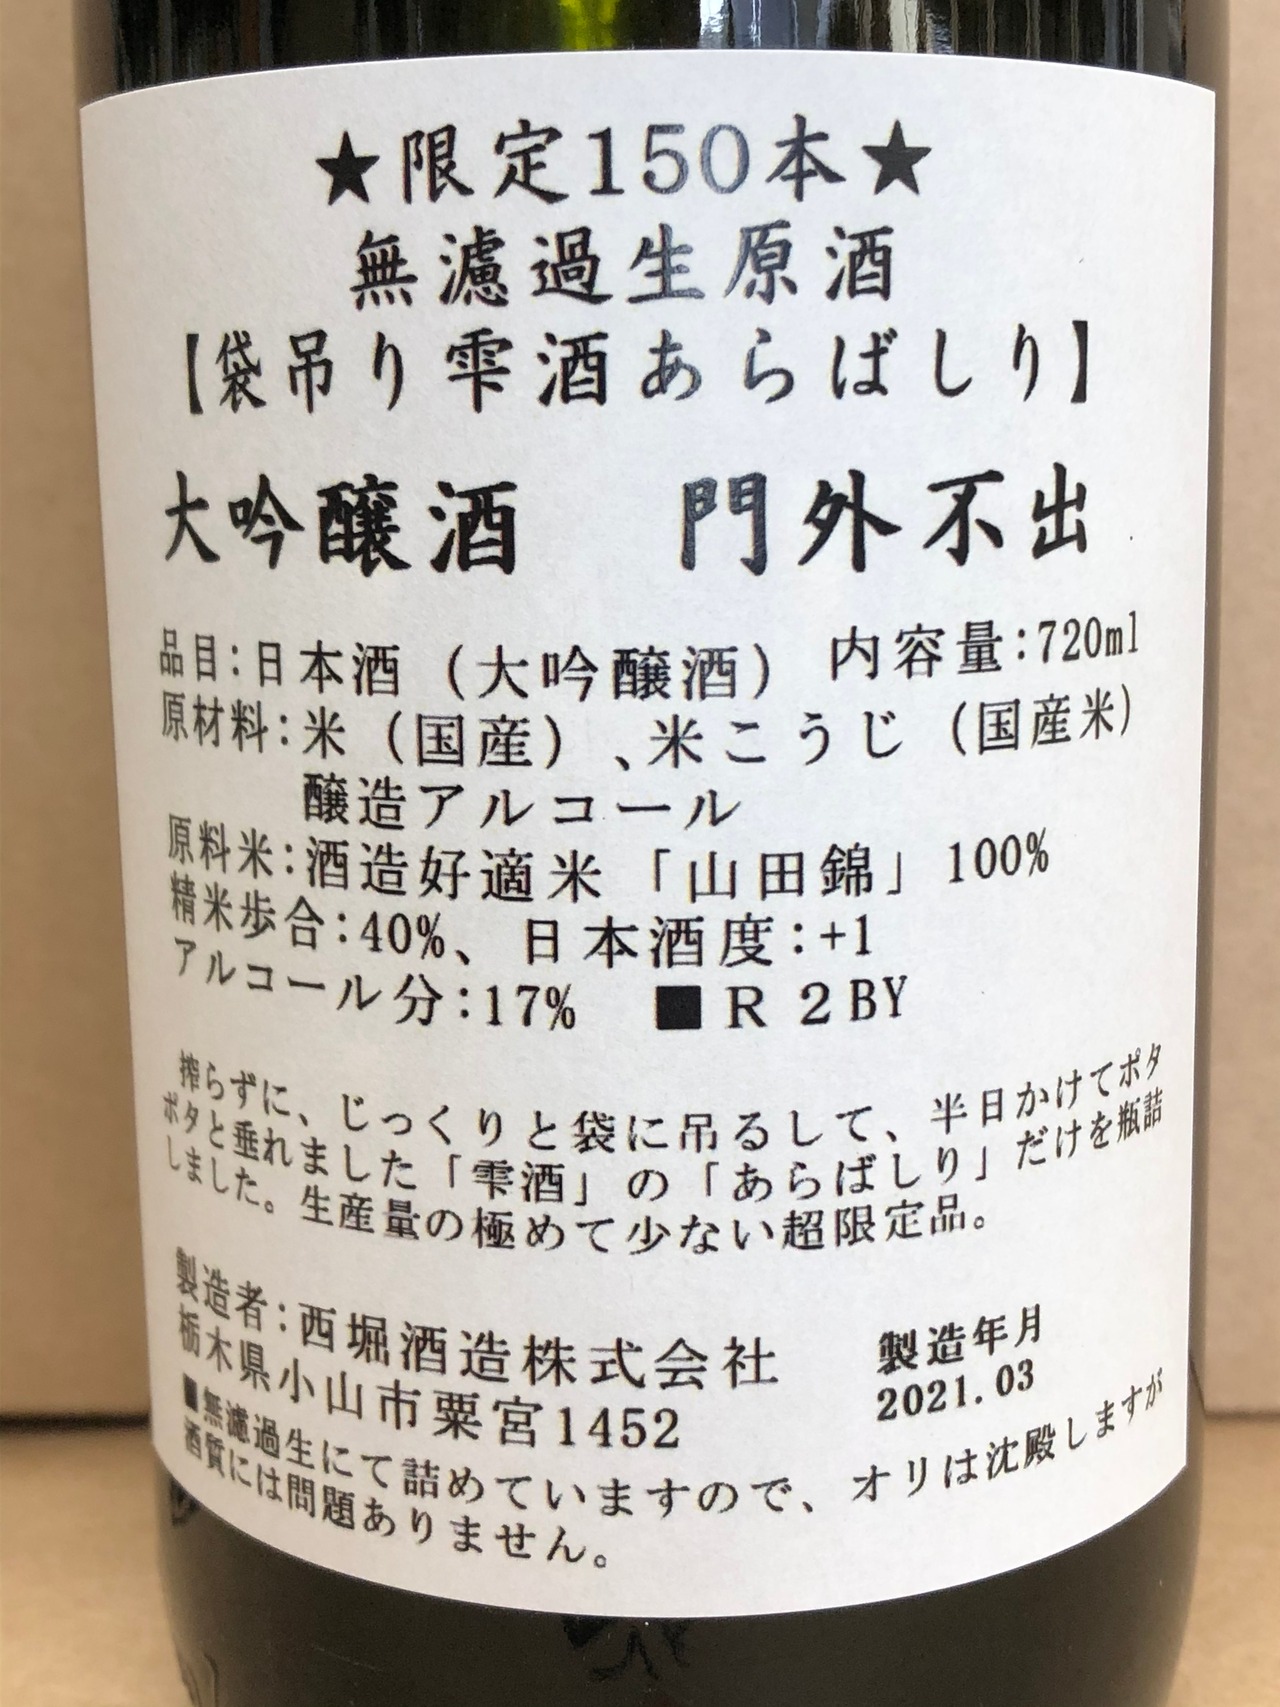 ★限定150本★
無濾過生原酒
【袋吊り雫酒あらばしり】
大吟醸酒　門外不出
品目：日本酒（大吟醸酒）　内容量：720ml
原材料：米（国産）、米こうじ（国産米）
醸造アルコール
原料米：酒造好適米「山田錦」100%
精米歩合：40%、日本酒度：+1
アルコール分：17%　■R２BY
搾らずに、じっくりと袋に吊るして、半日かけてポタ
ポタと垂れました「雫酒」の「あらばしり」だけを瓶詰
しました。生産量の極めて少ない超限定品。
製造者：西堀酒造株式会社
栃木県小山市粟宮1452
製造年月
2021.03
■無濾過生にて詰めていますので、オリは沈殿しますが
酒質には問題ありません。